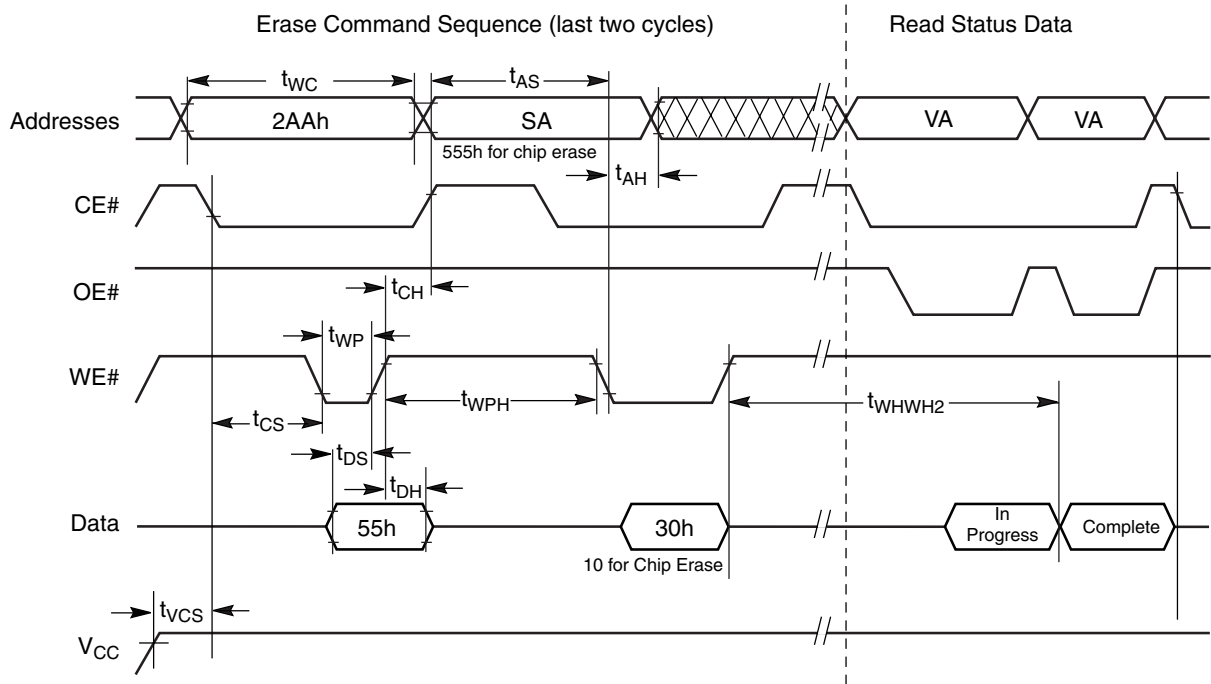 Erase Command Sequence (last two cycles)
Read Status Data
tWC
tAS
Addresses
2AAh
SA
VA
VA
555h for chip erase
tAH
CE#
OE#
tCH
tWP
WE#
tWPH
tWHWH2
tCS
tDS
tDH
Data
55h
30h
In
Progress
Complete
10 for Chip Erase
tVCS
VCC